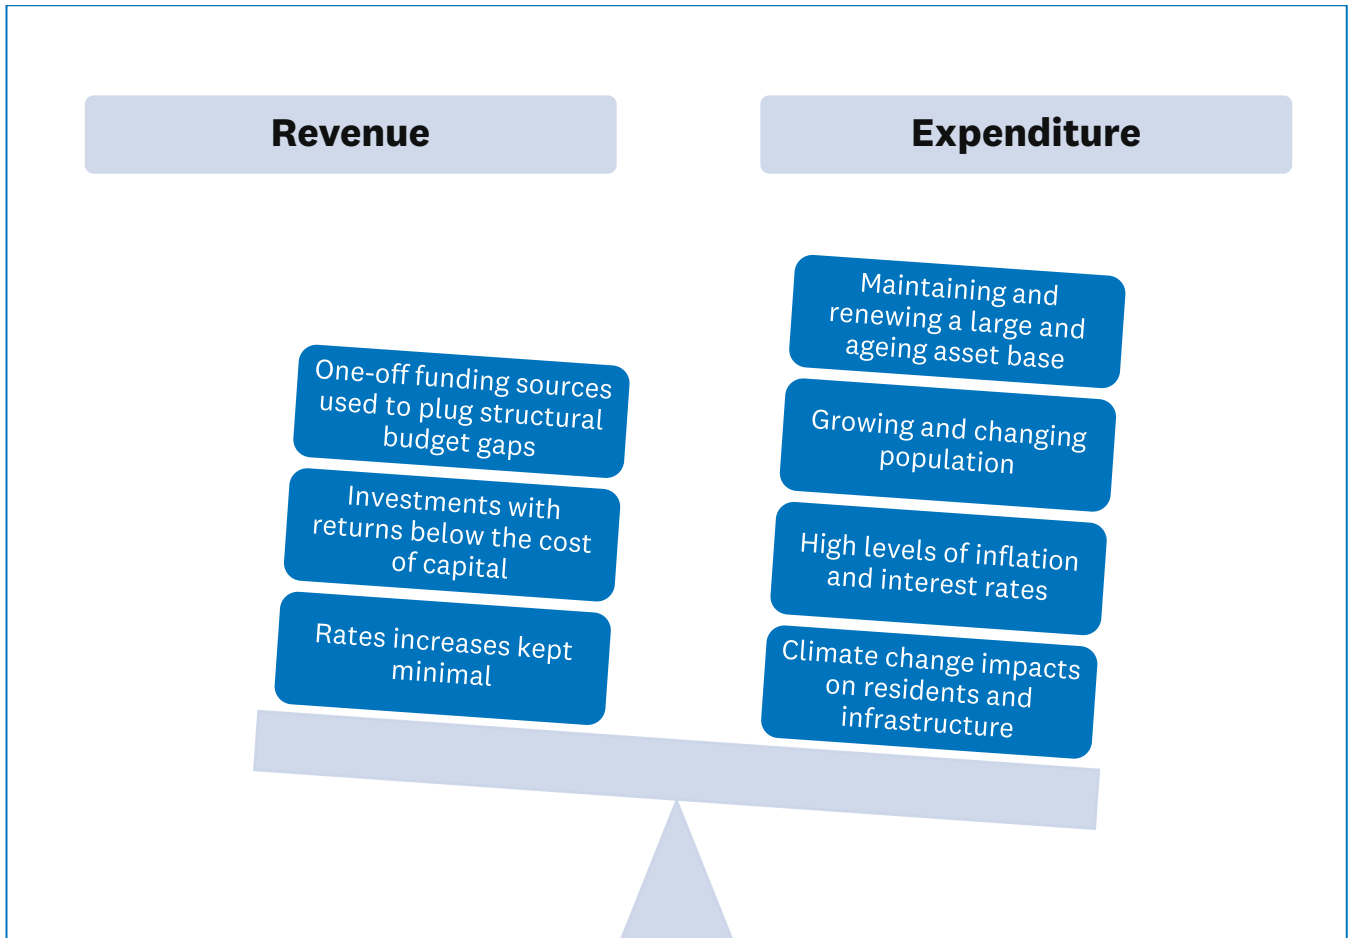 Revenue
Expenditure
One-off funding sources
used to plug structural
budget gaps
Investments with
returns below the cost
of capital
Rates increases kept
minimal
Maintaining and
renewing a large and
ageing asset base
Growing and changing
population
High levels of inflation
and interest rates
Climate change impacts
on residents and
infrastructure